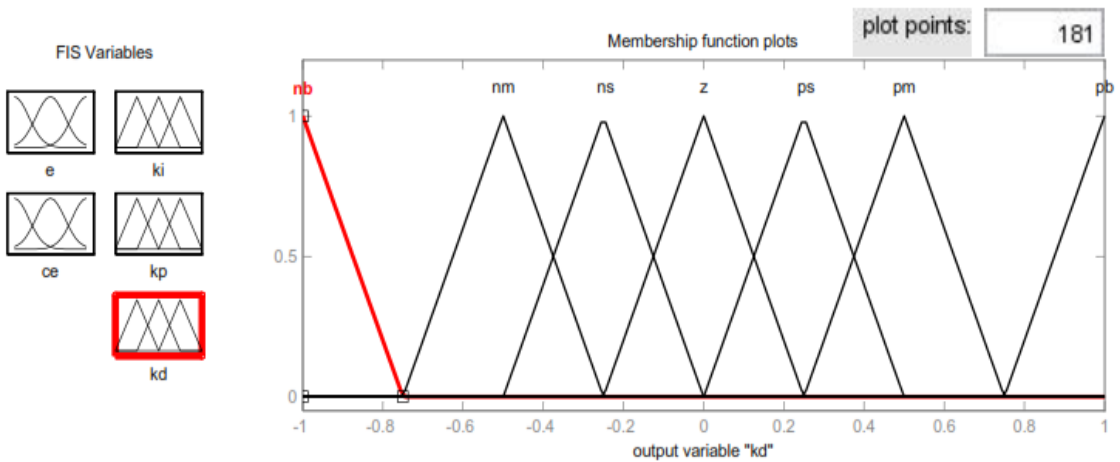 plot points: 181
FIS Variables
Membership function plots
nb nm ns z ps pm pb
e ki
ce kp
kd
1
0.5
0
-1 -0.8 -0.6 -0.4 -0.2 0 0.2 0.4 0.6 0.8 1
output variable "kd"